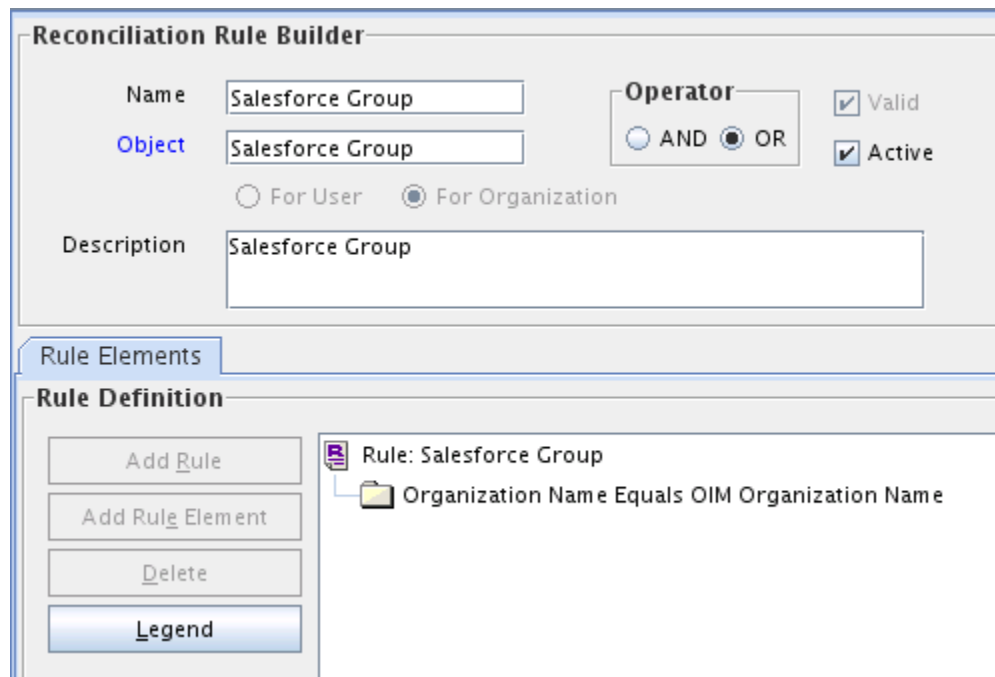 Reconciliation Rule Builder
Name Salesforce Group
Operator
AND OR
Valid
Object Salesforce Group
Active
For User For Organization
Description Salesforce Group
Rule Elements
Rule Definition
Add Rule
Add Rule Element
Delete
Legend
Rule: Salesforce Group
Organization Name Equals OIM Organization Name